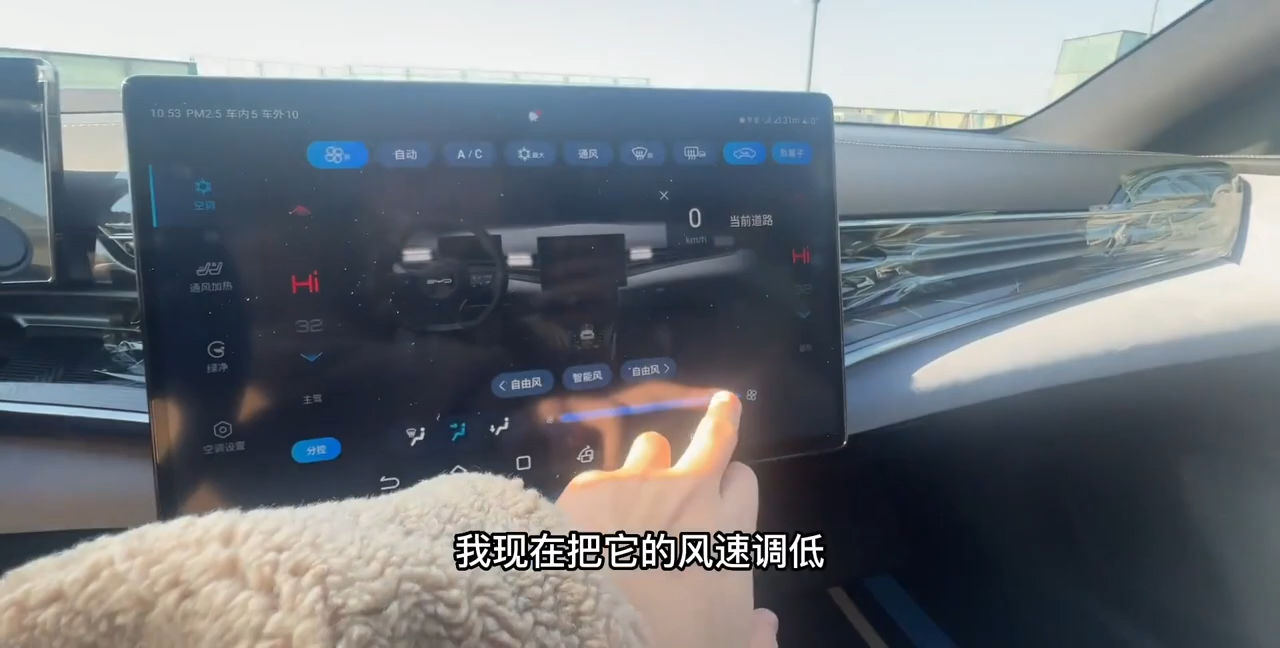 10:53 PM2.5 车内5 车外10
自动 A/C 最大 通风
空调
0 当前道路
km/h
Hi Hi
通风加热
32
绿净
自由风 智能风 自由风
主驾
空调设置 分控
我现在把它的风速调低